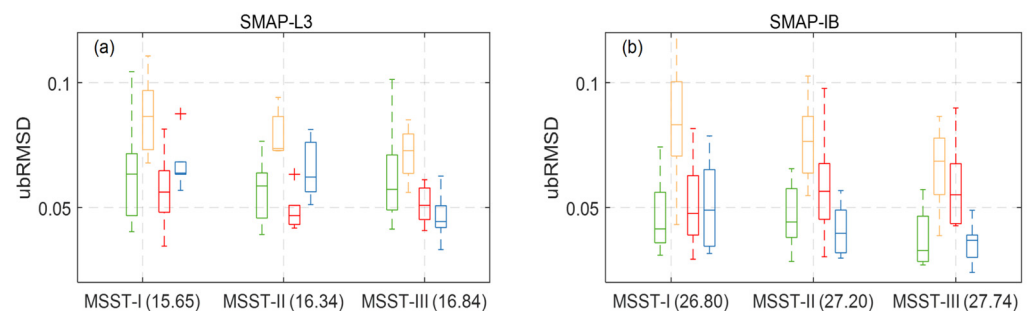 SMAP-L3
(a)
0.1
0.05
ubRMSD
MSST-I (15.65) MSST-II (16.34) MSST-III (16.84)
SMAP-IB
(b)
0.1
0.05
ubRMSD
MSST-I (26.80) MSST-II (27.20) MSST-III (27.74)